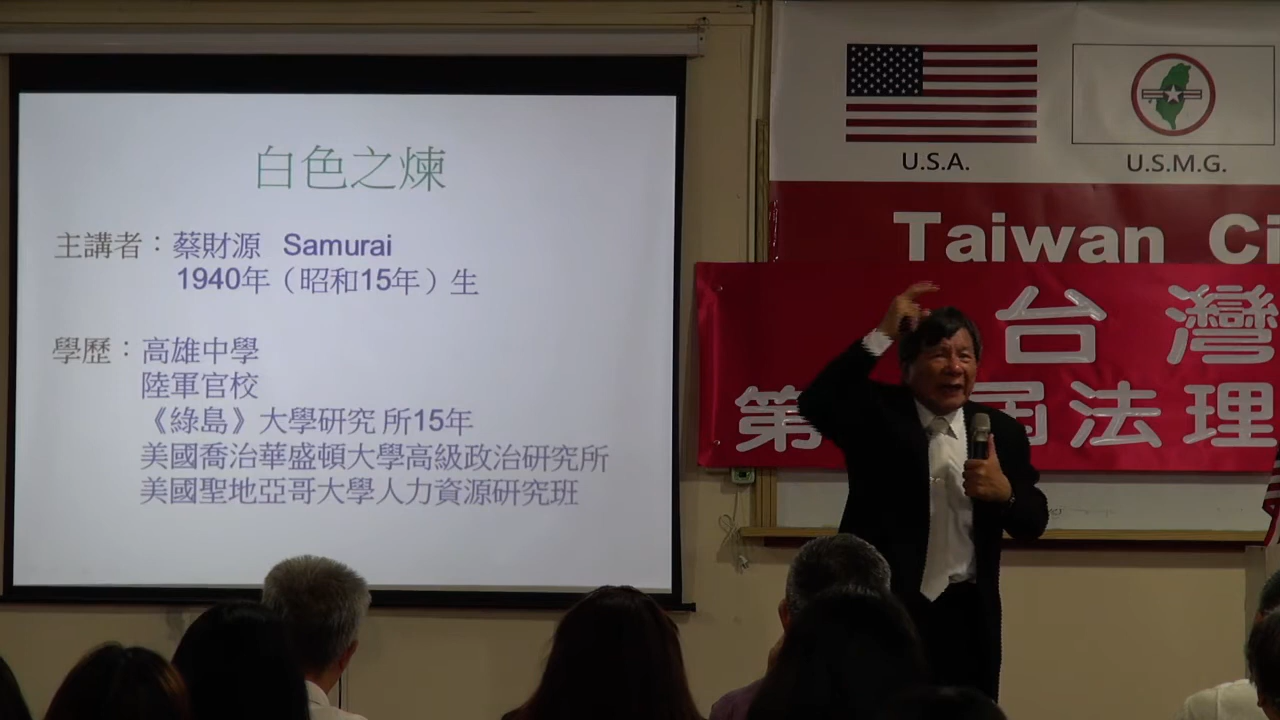 白色之煉
主講者：蔡財源 Samurai
1940年（昭和15年）生
學歷：高雄中學
陸軍官校
《綠島》大學研究所15年
美國喬治華盛頓大學高級政治研究所
美國聖地亞哥大學人力資源研究班
U.S.A.
U.S.M.G.
Taiwan Ci
台灣
第 屆法理